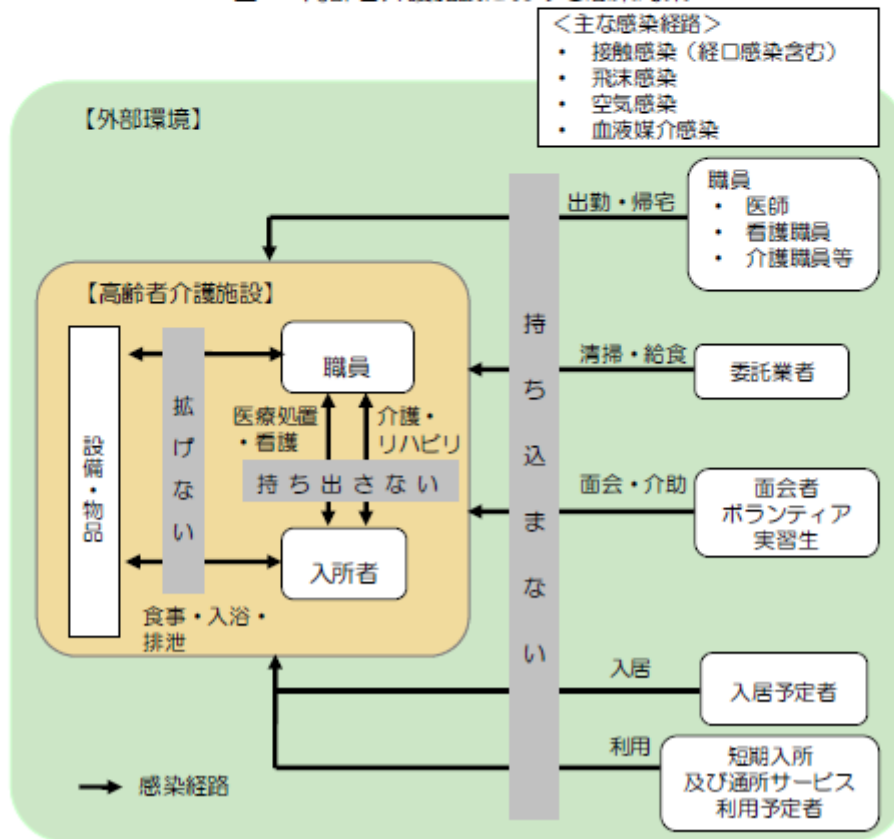 ＜主な感染経路＞
・ 接触感染（経口感染含む）
・ 飛沫感染
・ 空気感染
・ 血液媒介感染
【外部環境】
職員
・ 医師
・ 看護職員
・ 介護職員等
出勤・帰宅
【高齢者介護施設】
持ち込まない
職員
清掃・給食
委託業者
拡げない
医療処置
・看護
介護・
リハビリ
設備・物品
持ち出さない
面会・介助
面会者
ボランティア
実習生
入所者
食事・入浴・
排泄
入居
入居予定者
利用
短期入所
及び通所サービス
利用予定者
感染経路